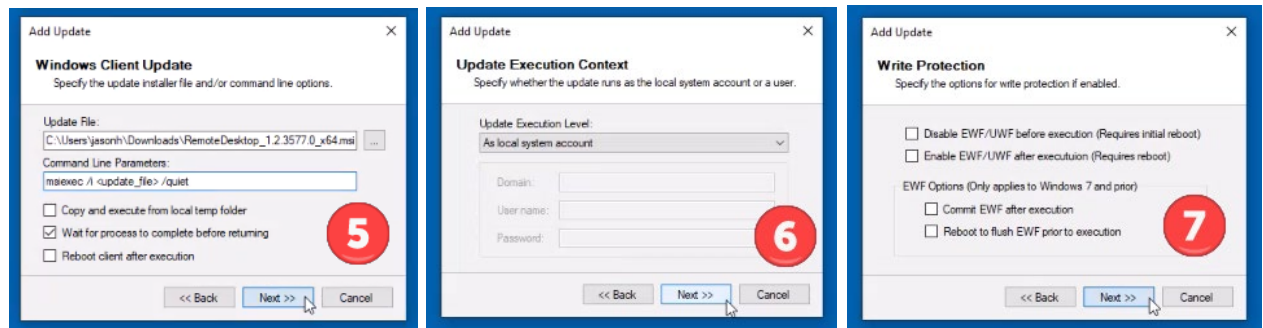 Add Update
Windows Client Update
Specify the update installer file and/or command line options.
Update File:
C:\Users\jasonh\Downloads\RemoteDesktop_1.2.3577.0_x64.msi
...
Command Line Parameters:
msiexec /i <update_file> /quiet
Copy and execute from local temp folder
Wait for process to complete before returning
Reboot client after execution
5
<< Back
Next >>
Cancel
Add Update
Update Execution Context
Specify whether the update runs as the local system account or a user.
Update Execution Level:
As local system account
Domain:
User name:
Password:
6
<< Back
Next >>
Cancel
Add Update
Write Protection
Specify the options for write protection if enabled.
Disable EWF/UWF before execution (Requires initial reboot)
Enable EWF/UWF after executuion (Requires reboot)
EWF Options (Only applies to Windows 7 and prior)
Commit EWF after execution
Reboot to flush EWF prior to execution
7
<< Back
Next >>
Cancel